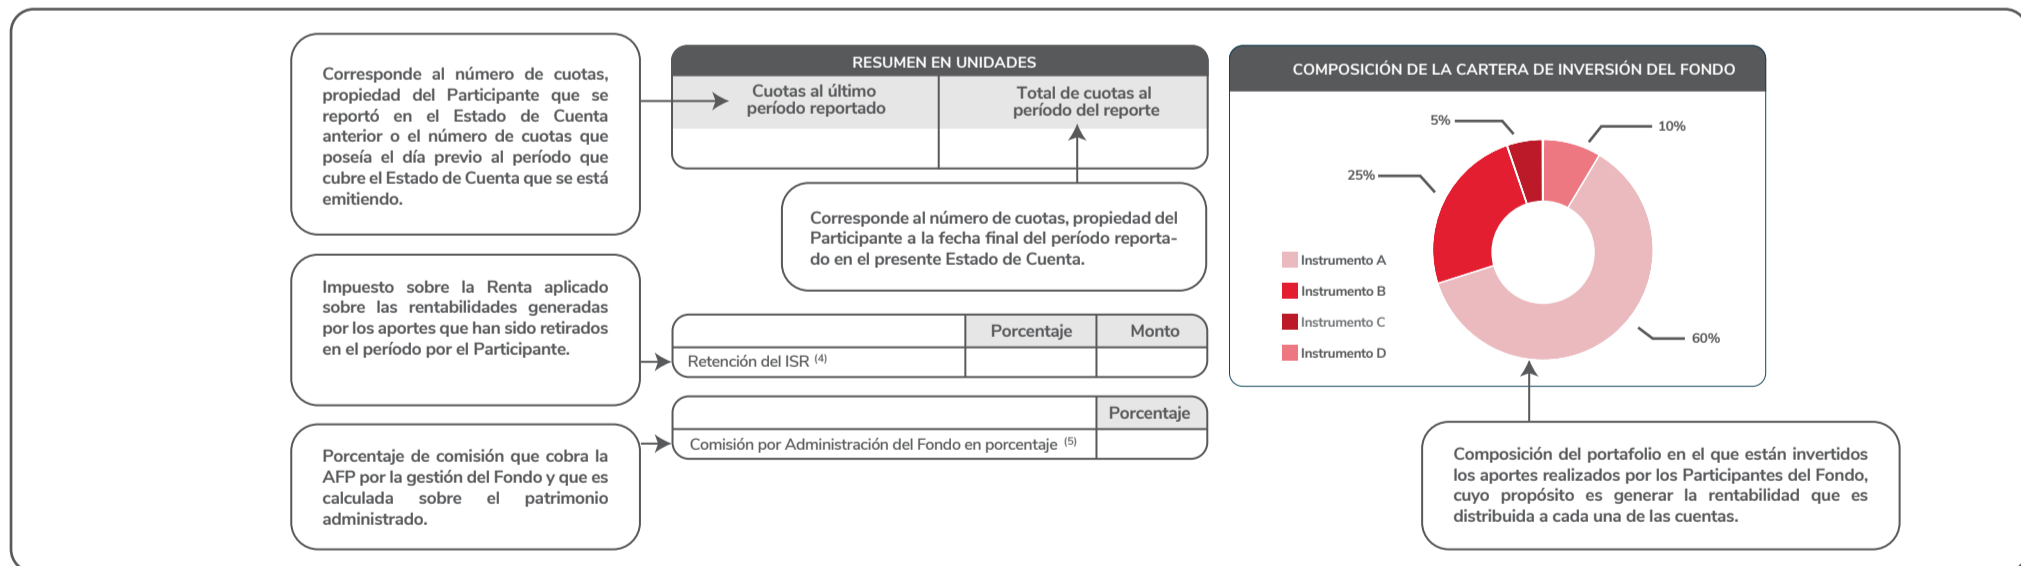 Corresponde al número de cuotas,
propiedad del Participante que se
reportó en el Estado de Cuenta
anterior o el número de cuotas que
poseía el día previo al período que
cubre el Estado de Cuenta que se está
emitiendo.
RESUMEN EN UNIDADES
Cuotas al último
período reportado
Total de cuotas al
período del reporte
Corresponde al número de cuotas, propiedad del
Participante a la fecha final del período reporta-
do en el presente Estado de Cuenta.
Impuesto sobre la Renta aplicado
sobre las rentabilidades generadas
por los aportes que han sido retirados
en el período por el Participante.
Porcentaje Monto
Retención del ISR (4)
Porcentaje de comisión que cobra la
AFP por la gestión del Fondo y que es
calculada sobre el patrimonio
administrado.
Porcentaje
Comisión por Administración del Fondo en porcentaje (5)
COMPOSICIÓN DE LA CARTERA DE INVERSIÓN DEL FONDO
5%
10%
25%
60%
Instrumento A
Instrumento B
Instrumento C
Instrumento D
Composición del portafolio en el que están invertidos
los aportes realizados por los Participantes del Fondo,
cuyo propósito es generar la rentabilidad que es
distribuida a cada una de las cuentas.